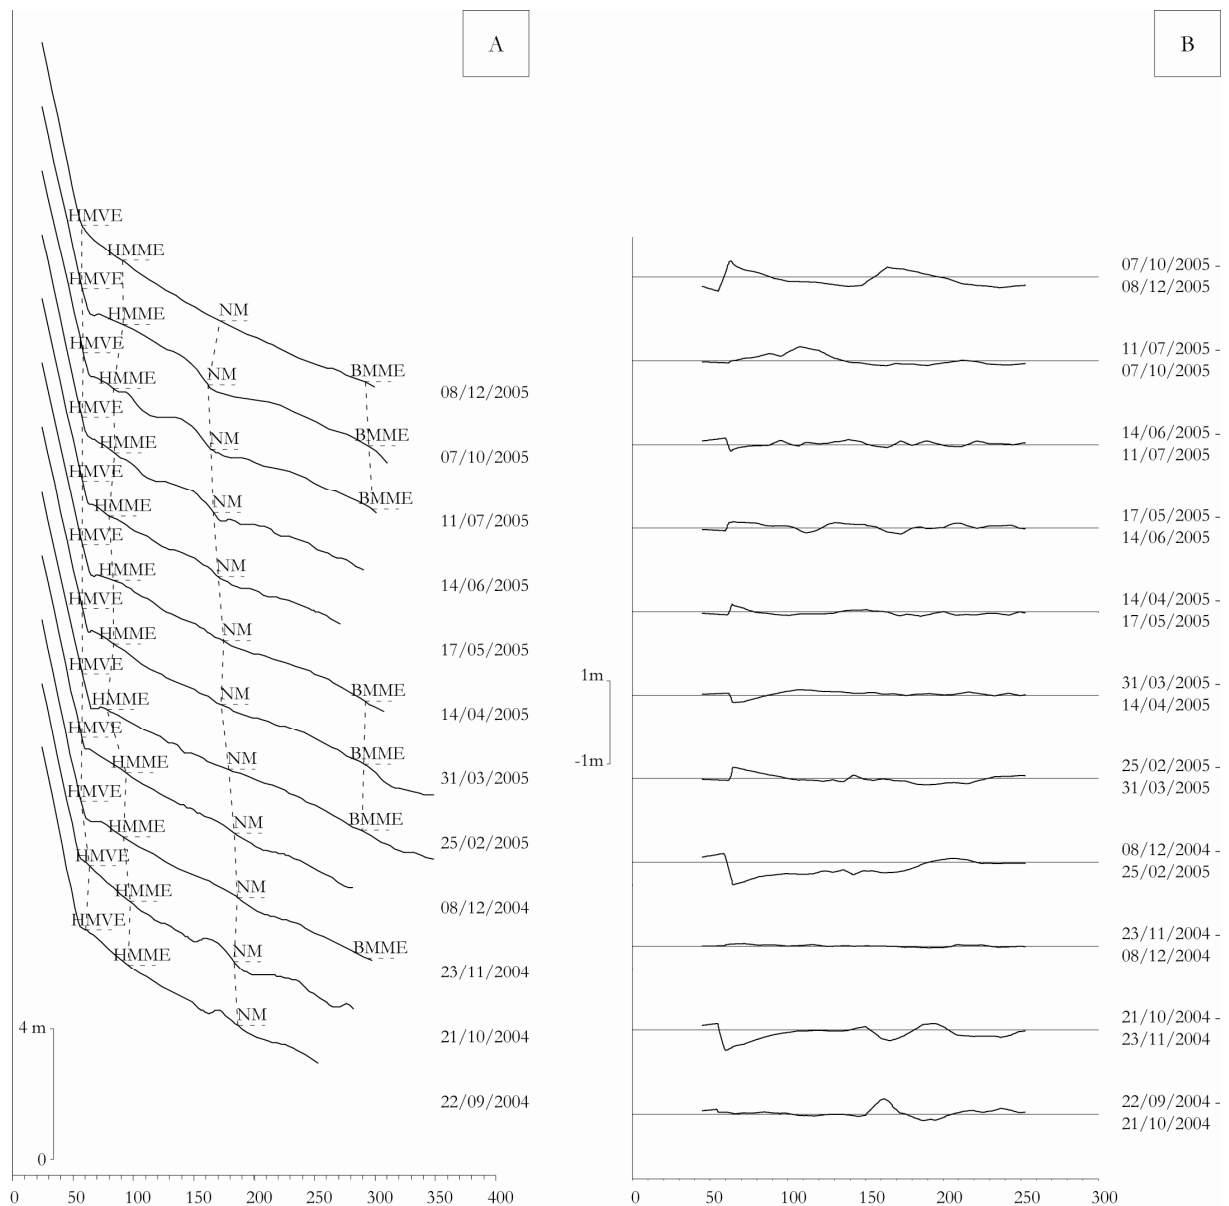 A
B
HMVE
HMME
HMVE
NM
HMME
HMVE
BMME
NM
HMME
08/12/2005
HMVE
BMME
NM
HMME
07/10/2005
HMVE
BMME
NM
HMME
11/07/2005
HMVE
NM
HMME
14/06/2005
HMVE
NM
HMME
17/05/2005
HMVE
BMME
NM
HMME
14/04/2005
HMVE
BMME
NM
HMME
31/03/2005
HMVE
BMME
NM
HMME
25/02/2005
HMVE
NM
HMME
08/12/2004
HMVE
BMME
NM
HMME
23/11/2004
NM
21/10/2004
22/09/2004
4 m
0
0 50 100 150 200 250 300 350 400
07/10/2005 -
08/12/2005
11/07/2005 -
07/10/2005
14/06/2005 -
11/07/2005
17/05/2005 -
14/06/2005
14/04/2005 -
17/05/2005
31/03/2005 -
14/04/2005
25/02/2005 -
31/03/2005
08/12/2004 -
25/02/2005
23/11/2004 -
08/12/2004
21/10/2004 -
23/11/2004
22/09/2004 -
21/10/2004
1m
-1m
0 50 100 150 200 250 300